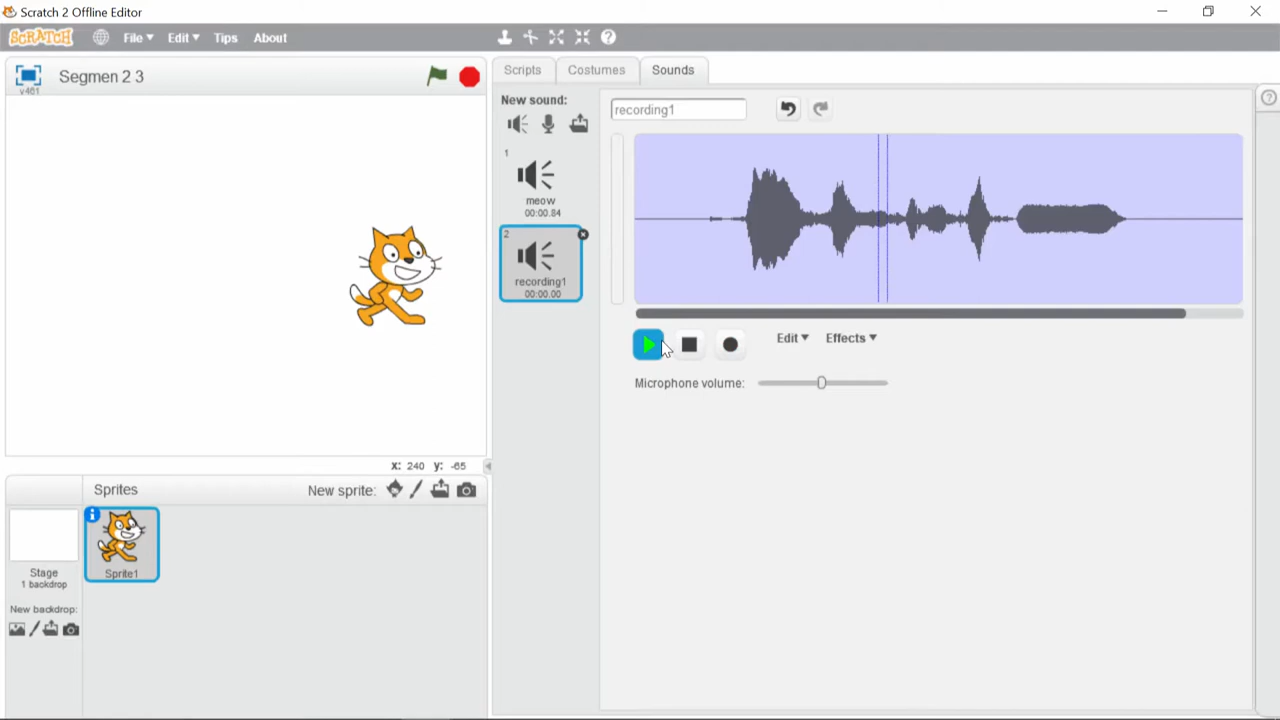 Scratch 2 Offline Editor
SCRATCH File Edit Tips About
v461 Segmen 2 3
Scripts Costumes Sounds
New sound:
recording1
1
meow
00:00.84
2
recording1
00:00.00
Edit Effects
Microphone volume:
x: 240 y: -65
Sprites New sprite:
Stage
1 backdrop
Sprite1
New backdrop: